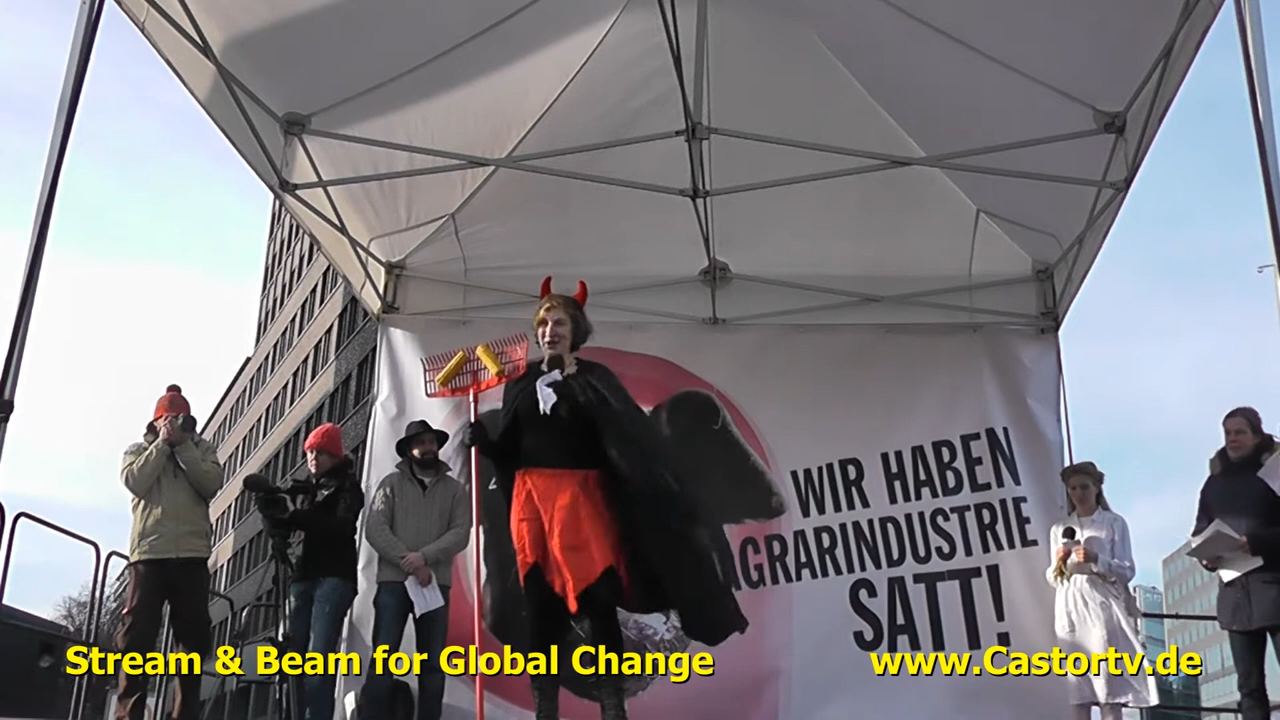 WIR HABEN
AGRARINDUSTRIE
SATT!
Stream & Beam for Global Change
www.Castortv.de